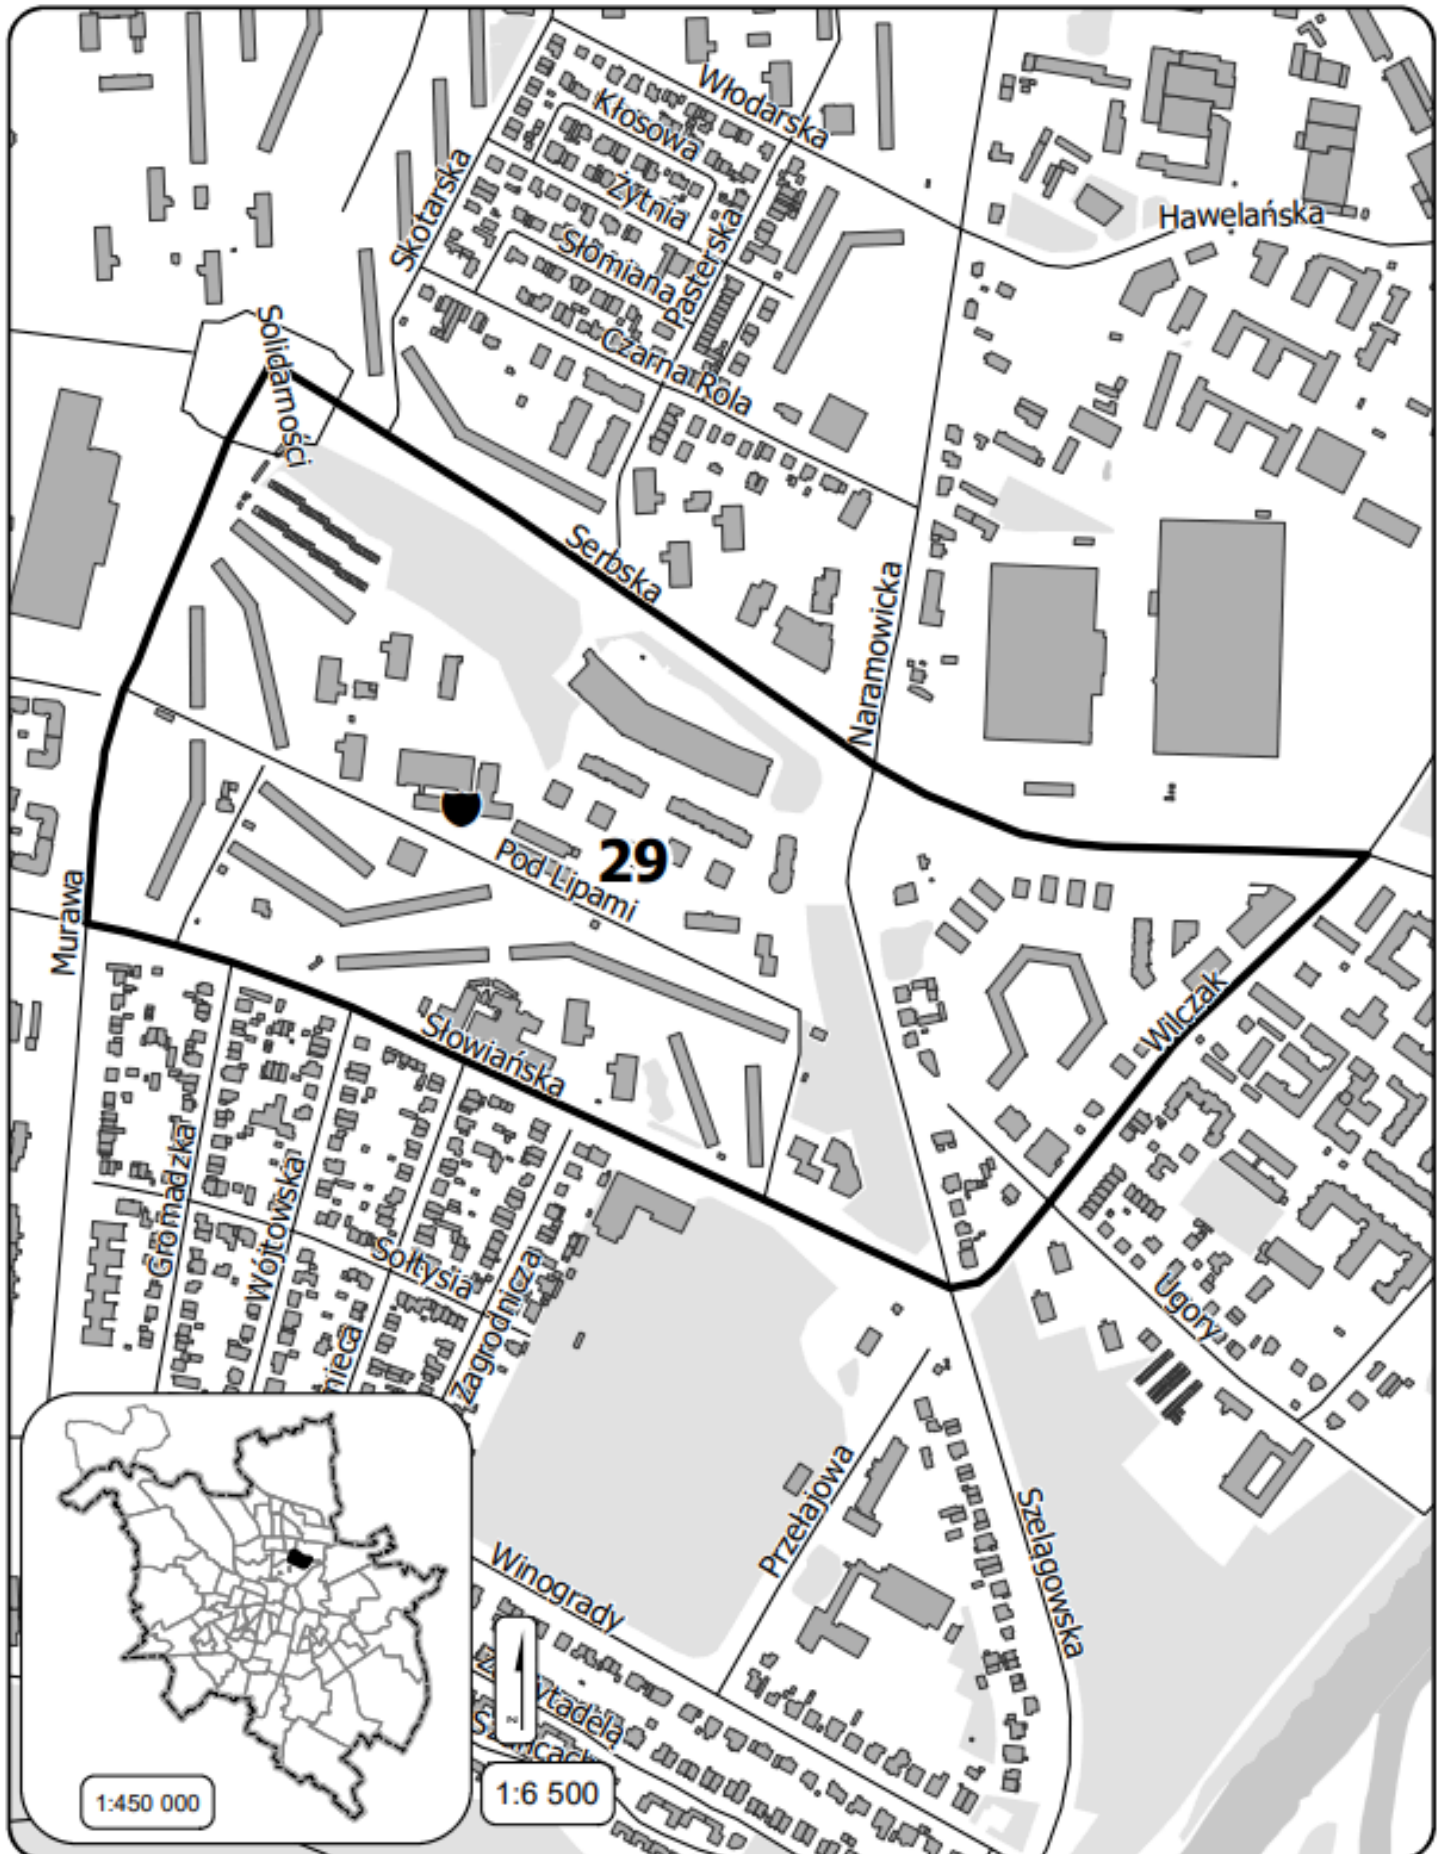 Włodarska
Kłosowa
Skotarska
Żytnia
Hawelańska
Słomiana
Pasterska
Solidarności
Czarna Rola
Serbska
Naramowicka
29
Pod Lipami
Murawa
Wilczak
Słowiańska
Gromadzka
Wójtowska
Sołtysia
Zagrodnicza
Ugory
Przełajowa
Szelągowska
Winogrady
1:450 000
1:6 500